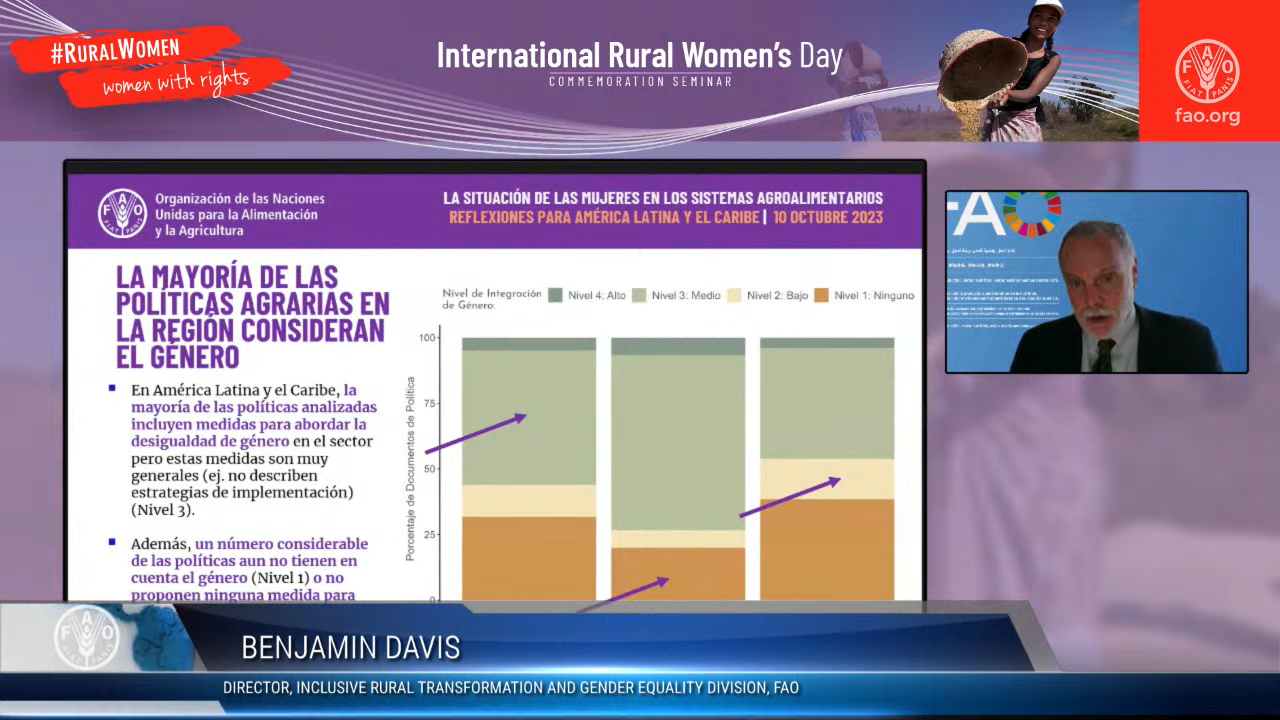 #RURALWOMEN
women with rights
International Rural Women's Day
COMMEMORATION SEMINAR
FAO
FIAT PANIS
fao.org
FAO
FIAT PANIS
Organización de las Naciones
Unidas para la Alimentación
y la Agricultura
LA SITUACIÓN DE LAS MUJERES EN LOS SISTEMAS AGROALIMENTARIOS
REFLEXIONES PARA AMÉRICA LATINA Y EL CARIBE | 10 OCTUBRE 2023
LA MAYORÍA DE LAS
POLÍTICAS AGRARIAS EN
LA REGIÓN CONSIDERAN
EL GÉNERO
En América Latina y el Caribe, la
mayoría de las políticas analizadas
incluyen medidas para abordar la
desigualdad de género en el sector
pero estas medidas son muy
generales (ej. no describen
estrategias de implementación)
(Nivel 3).
Además, un número considerable
de las políticas aun no tienen en
cuenta el género (Nivel 1) o no
proponen ninguna medida para
Nivel de Integración
de Género:
Nivel 4: Alto
Nivel 3: Medio
Nivel 2: Bajo
Nivel 1: Ninguno
Porcentaje de Documentos de Política
100
75
50
25
0
FAO
BENJAMIN DAVIS
DIRECTOR, INCLUSIVE RURAL TRANSFORMATION AND GENDER EQUALITY DIVISION, FAO